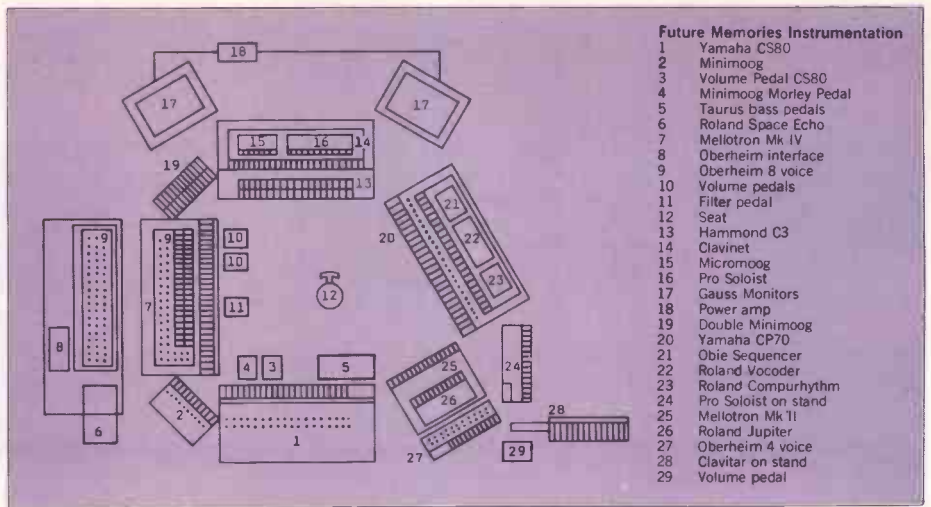 Future Memories Instrumentation
1 Yamaha CS80
2 Minimoog
3 Volume Pedal CS80
4 Minimoog Morley Pedal
5 Taurus bass pedals
6 Roland Space Echo
7 Mellotron Mk IV
8 Oberheim interface
9 Oberheim 8 voice
10 Volume pedals
11 Filter pedal
12 Seat
13 Hammond C3
14 Clavinet
15 Micromoog
16 Pro Soloist
17 Gauss Monitors
18 Power amp
19 Double Minimoog
20 Yamaha CP70
21 Obie Sequencer
22 Roland Vocoder
23 Roland Compurhythm
24 Pro Soloist on stand
25 Mellotron Mk II
26 Roland Jupiter
27 Oberheim 4 voice
28 Clavitar on stand
29 Volume pedal
18
17
17
15
16
14
19
13
21
20
22
9
9
10
10
23
7
12
11
8
24
4
3
5
25
26
2
28
6
1
27
29